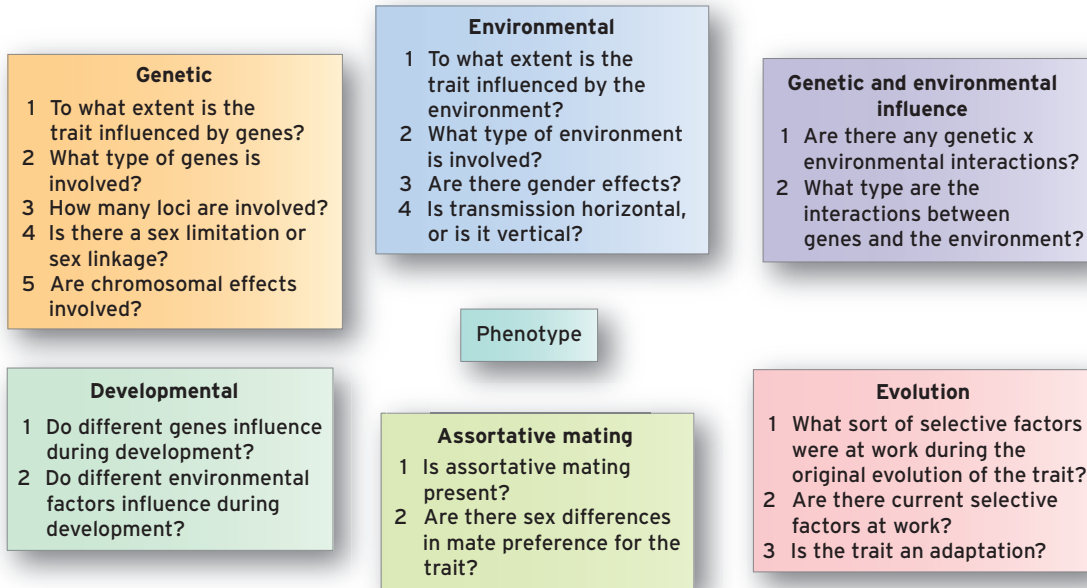 Genetic
1 To what extent is the
trait influenced by genes?
2 What type of genes is
involved?
3 How many loci are involved?
4 Is there a sex limitation or
sex linkage?
5 Are chromosomal effects
involved?
Environmental
1 To what extent is the
trait influenced by the
environment?
2 What type of environment
is involved?
3 Are there gender effects?
4 Is transmission horizontal,
or is it vertical?
Genetic and environmental
influence
1 Are there any genetic x
environmental interactions?
2 What type are the
interactions between
genes and the environment?
Phenotype
Developmental
1 Do different genes influence
during development?
2 Do different environmental
factors influence during
development?
Assortative mating
1 Is assortative mating
present?
2 Are there sex differences
in mate preference for the
trait?
Evolution
1 What sort of selective factors
were at work during the
original evolution of the trait?
2 Are there current selective
factors at work?
3 Is the trait an adaptation?